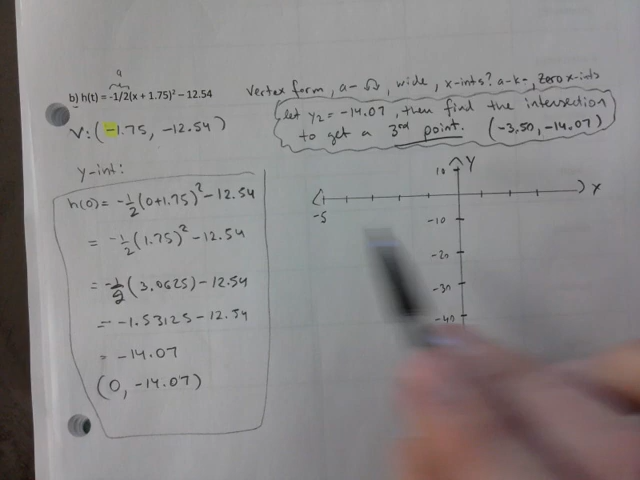 a
b) h(t) = -1/2(x + 1.75)² – 12.54
Vertex form, a-, wide, x-ints? a- k-, zero x-ints
V: (-1.75, -12.54)
let y₂ = -14.07, then find the intersection
to get a 3rd point. (-3.50, -14.07)
y-int:
h(0) = -1/2(0+1.75)² - 12.54
= -1/2(1.75)² - 12.54
= -1/2(3.0625) - 12.54
= -1.53125 - 12.54
= -14.07
(0, -14.07)
y
10
x
-5
-10
-20
-30
-40